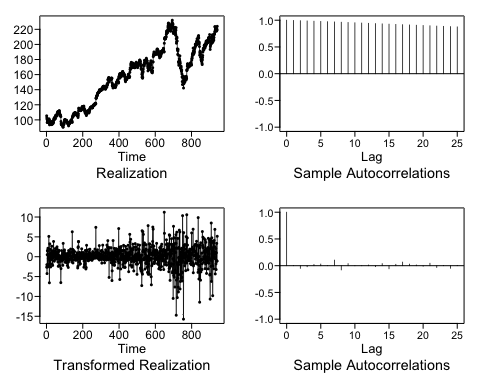 220
200
180
160
140
120
100
0 200 400 600 800
Time
Realization
1.0
0.5
0.0
-0.5
-1.0
0 5 10 15 20 25
Lag
Sample Autocorrelations
10
5
0
-5
-10
-15
0 200 400 600 800
Time
Transformed Realization
1.0
0.5
0.0
-0.5
-1.0
0 5 10 15 20 25
Lag
Sample Autocorrelations